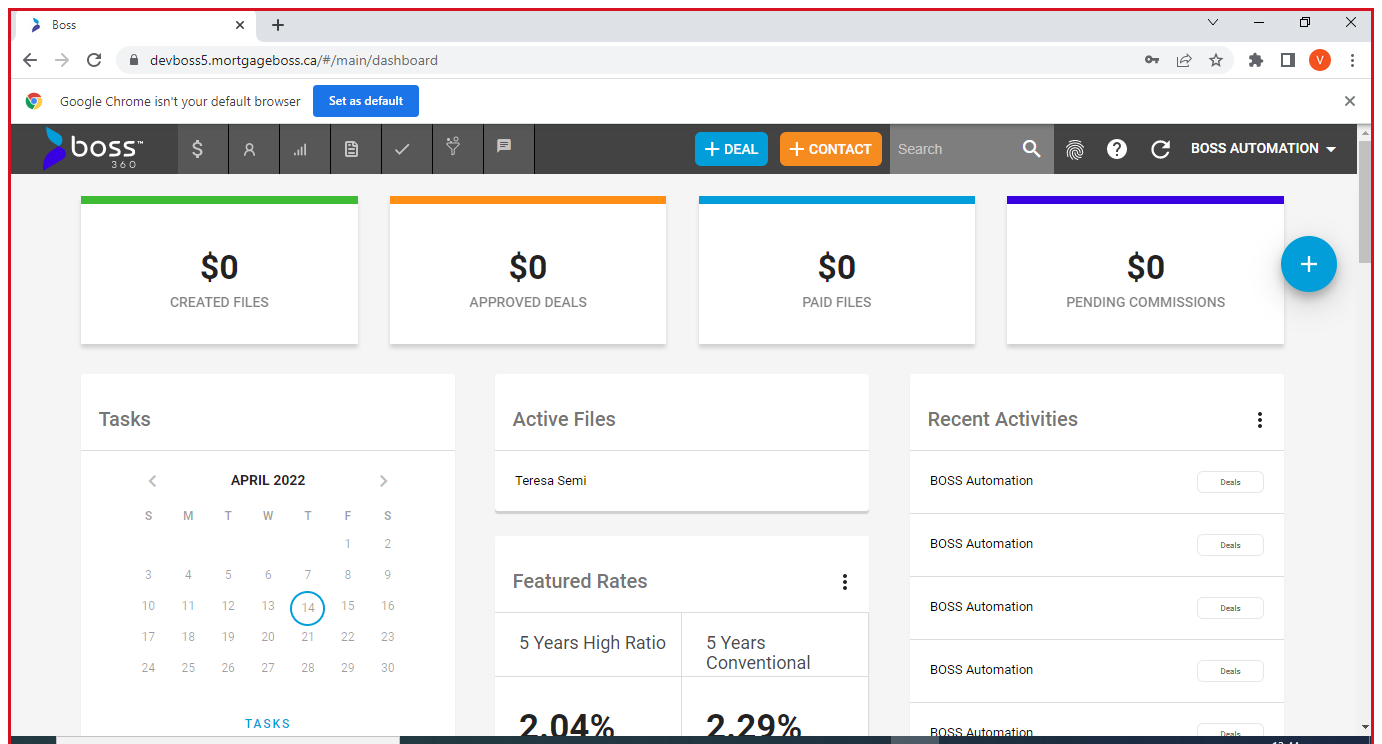 Boss
devboss5.mortgageboss.ca/#/main/dashboard
V
Google Chrome isn't your default browser
Set as default
boss™
360
$
+ DEAL
+ CONTACT
Search
?
BOSS AUTOMATION
$0
CREATED FILES
$0
APPROVED DEALS
$0
PAID FILES
$0
PENDING COMMISSIONS
+
Tasks
APRIL 2022
S M T W T F S
1 2
3 4 5 6 7 8 9
10 11 12 13 14 15 16
17 18 19 20 21 22 23
24 25 26 27 28 29 30
TASKS
Active Files
Teresa Semi
Featured Rates
5 Years High Ratio
5 Years
Conventional
2.04%
2.29%
Recent Activities
BOSS Automation
Deals
BOSS Automation
Deals
BOSS Automation
Deals
BOSS Automation
Deals
BOSS Automation
Deals